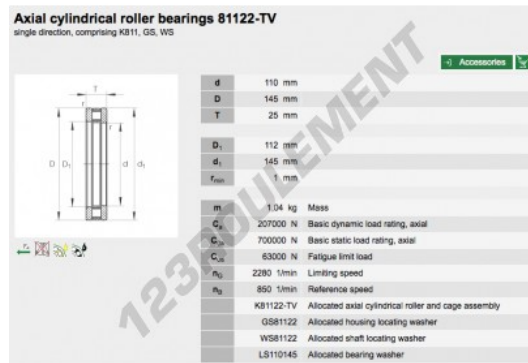 Axial cylindrical roller bearings 81122-TV
single direction, comprising K811, GS, WS
Accessories
d 110 mm
D 145 mm
T 25 mm
D₁ 112 mm
d₁ 145 mm
rmin 1 mm
m 1.04 kg Mass
Ca 207000 N Basic dynamic load rating, axial
C0a 700000 N Basic static load rating, axial
Cua 63000 N Fatigue limit load
nG 2280 1/min Limiting speed
nB 850 1/min Reference speed
K81122-TV Allocated axial cylindrical roller and cage assembly
GS81122 Allocated housing locating washer
WS81122 Allocated shaft locating washer
LS110145 Allocated bearing washer
T
r
r
D D₁ d d₁
123ROULEMENT